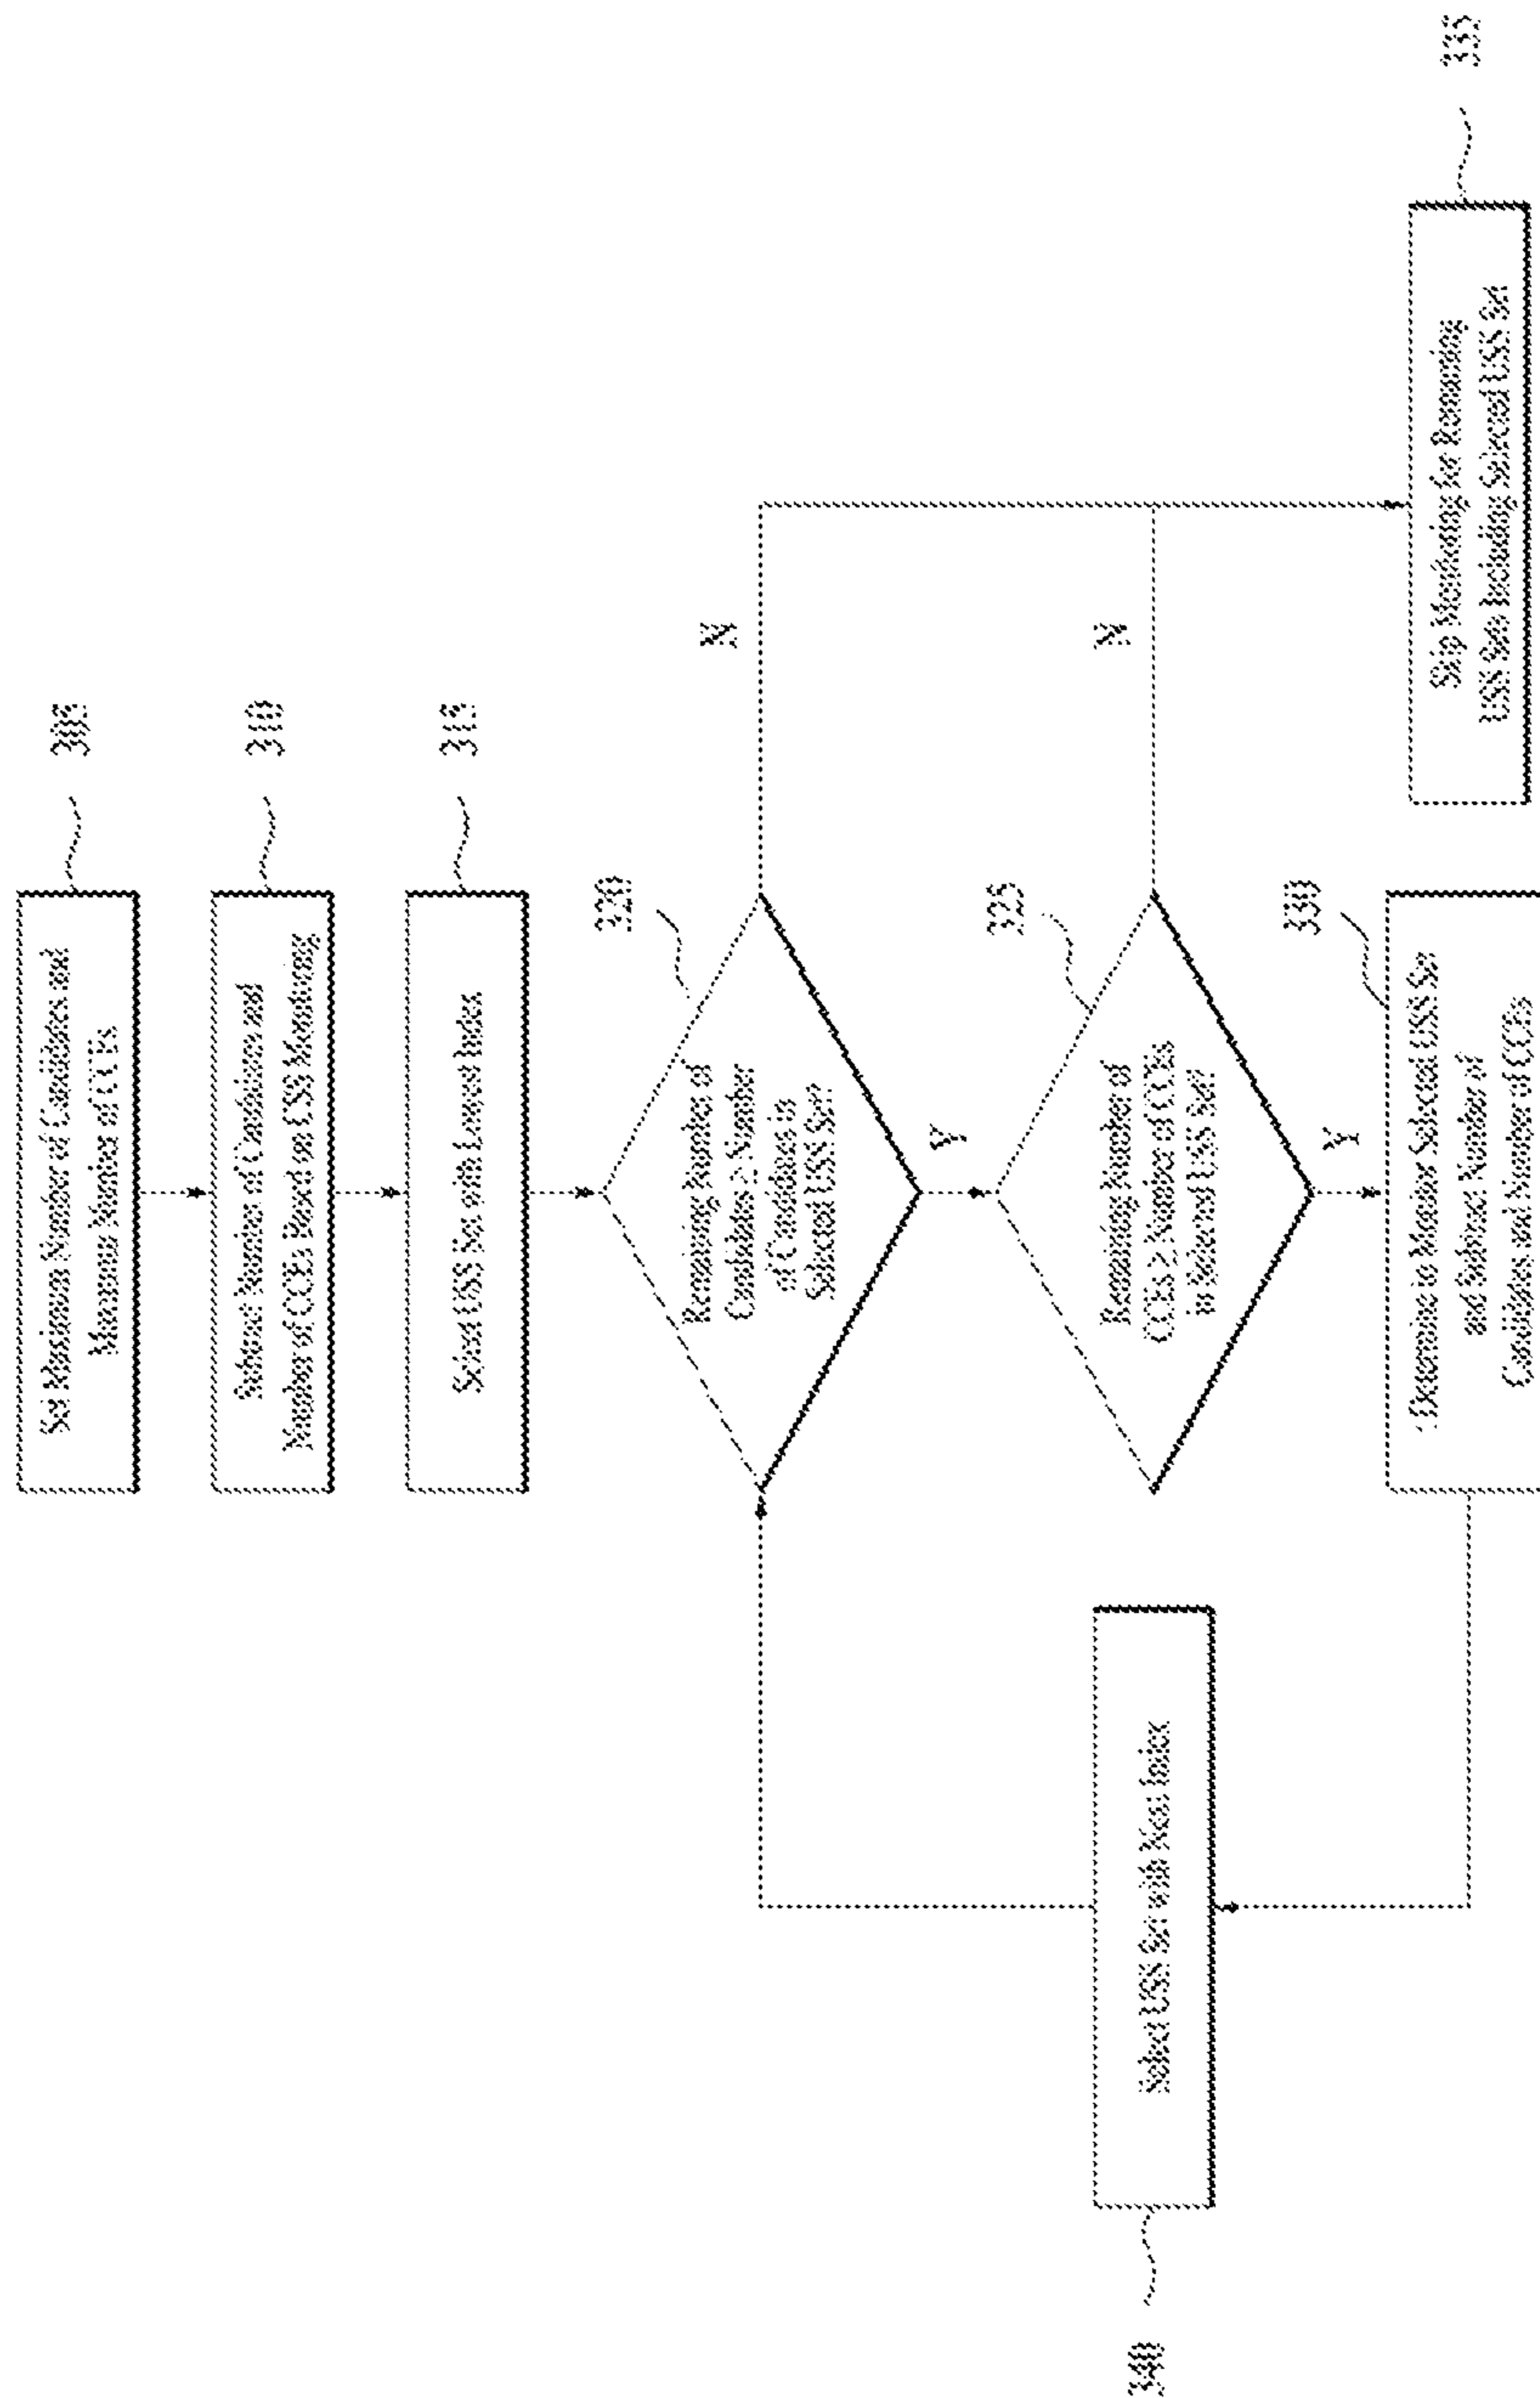 Set Maximum Number of Candidates and
Maximum Number of CCEs
305
Subtract Number of Candidates and
Number of CCEs Based on CSS Monitoring
310
Select USS Set with Lowest Index
315
320
Remaining Number of
Candidates ≥ Number
of Candidates in
Selected USS Set?
N
Y
325
Remaining Number of
CCEs ≥ Number of CCEs
in Selected USS Set?
N
Y
330
Determine to Monitor Selected USS Set
and Subtract Number of
Candidates and Number of CCEs
Skip Monitoring for Remaining
USS Sets Including Selected USS Set
335
Select USS Set with Next Index
340